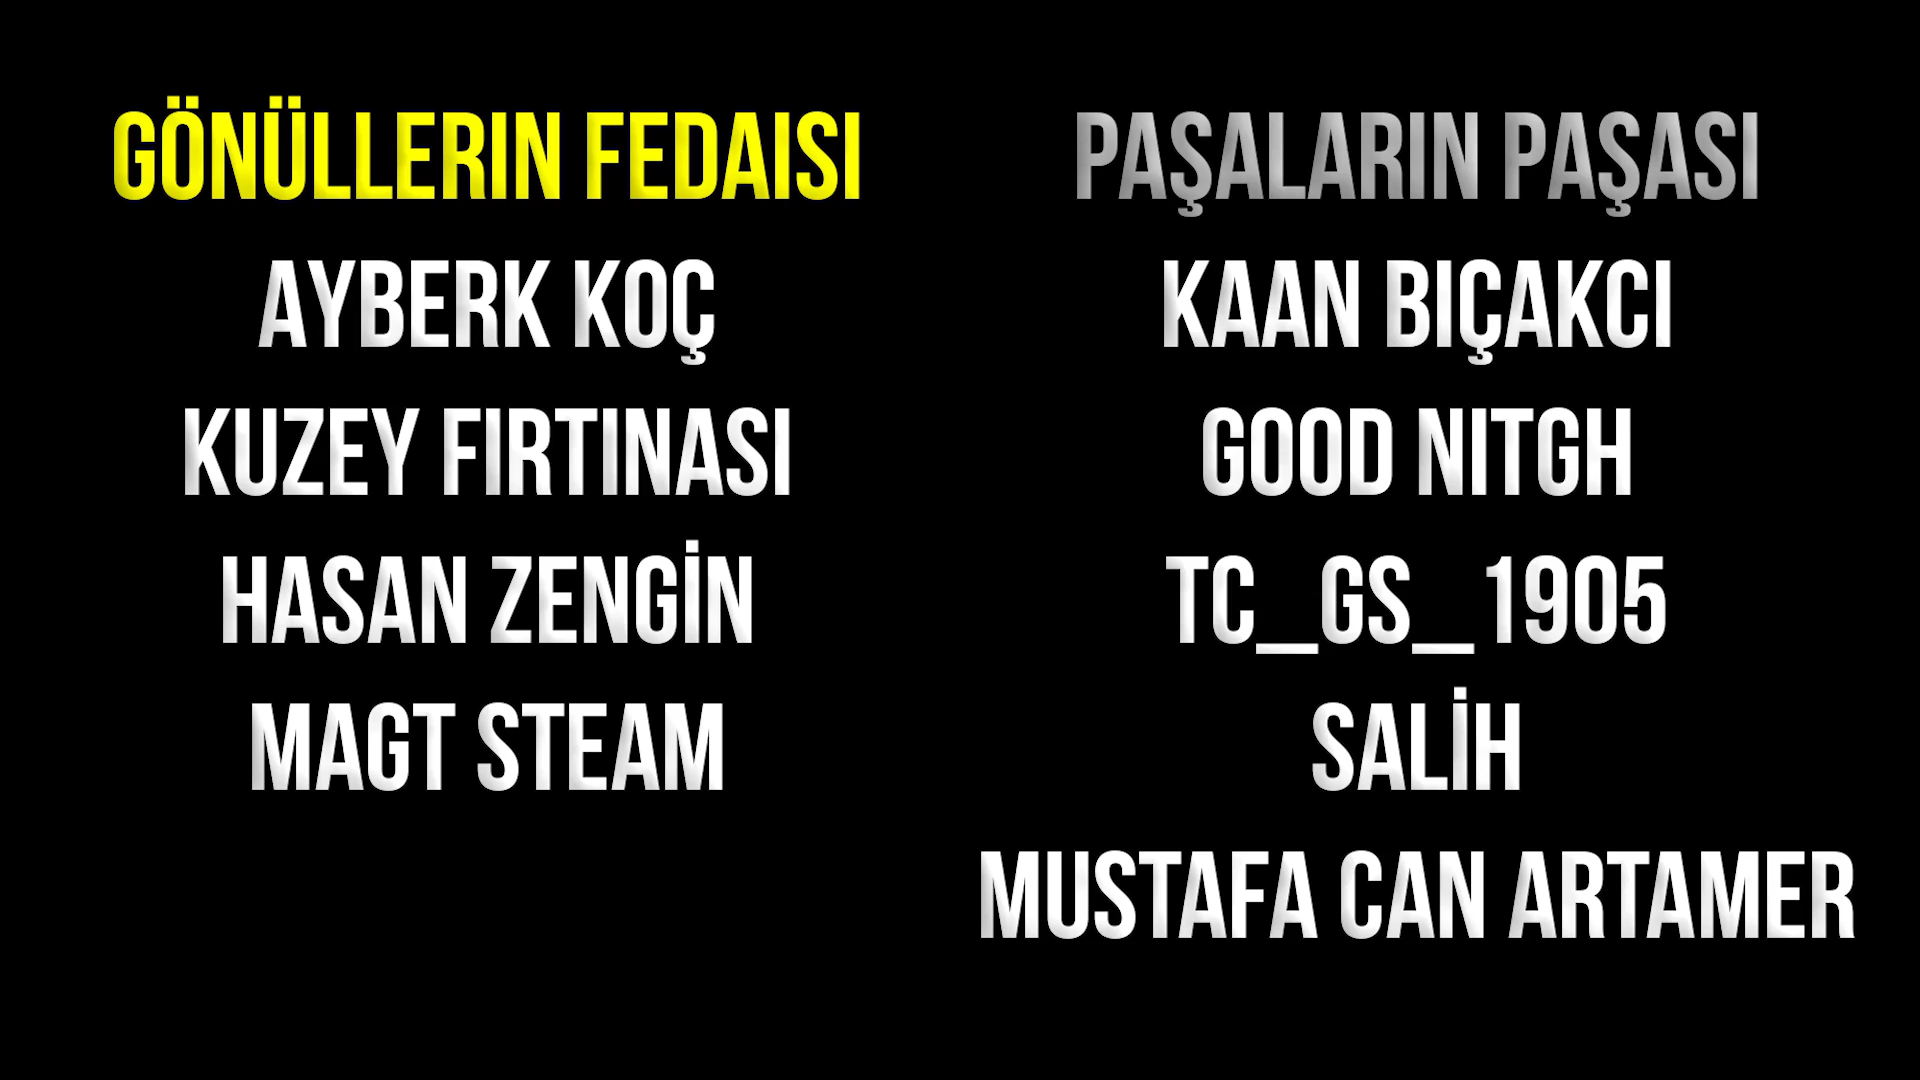 GÖNÜLLERIN FEDAISI
AYBERK KOÇ
KUZEY FIRTINASI
HASAN ZENGİN
MAGT STEAM
PAŞALARIN PAŞASI
KAAN BIÇAKCI
GOOD NITGH
TC_GS_1905
SALİH
MUSTAFA CAN ARTAMER